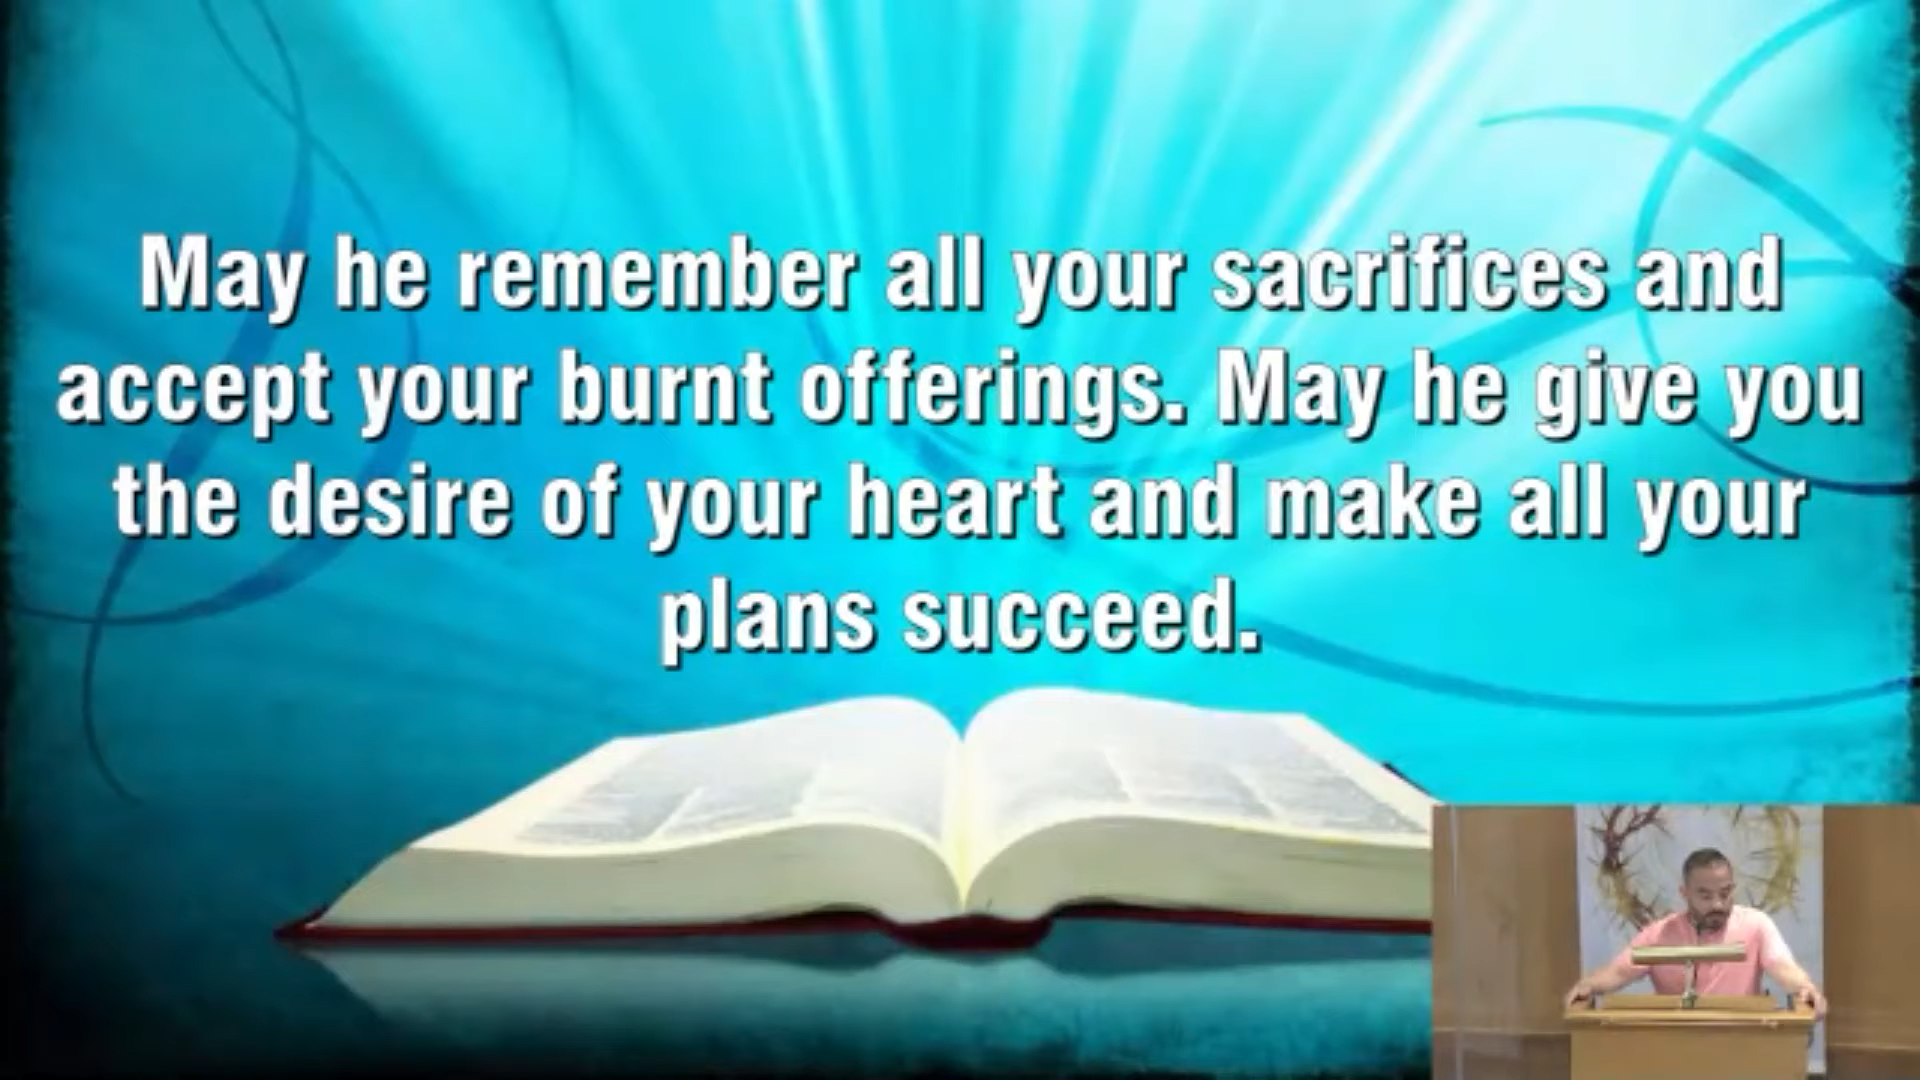 May he remember all your sacrifices and
accept your burnt offerings. May he give you
the desire of your heart and make all your
plans succeed.